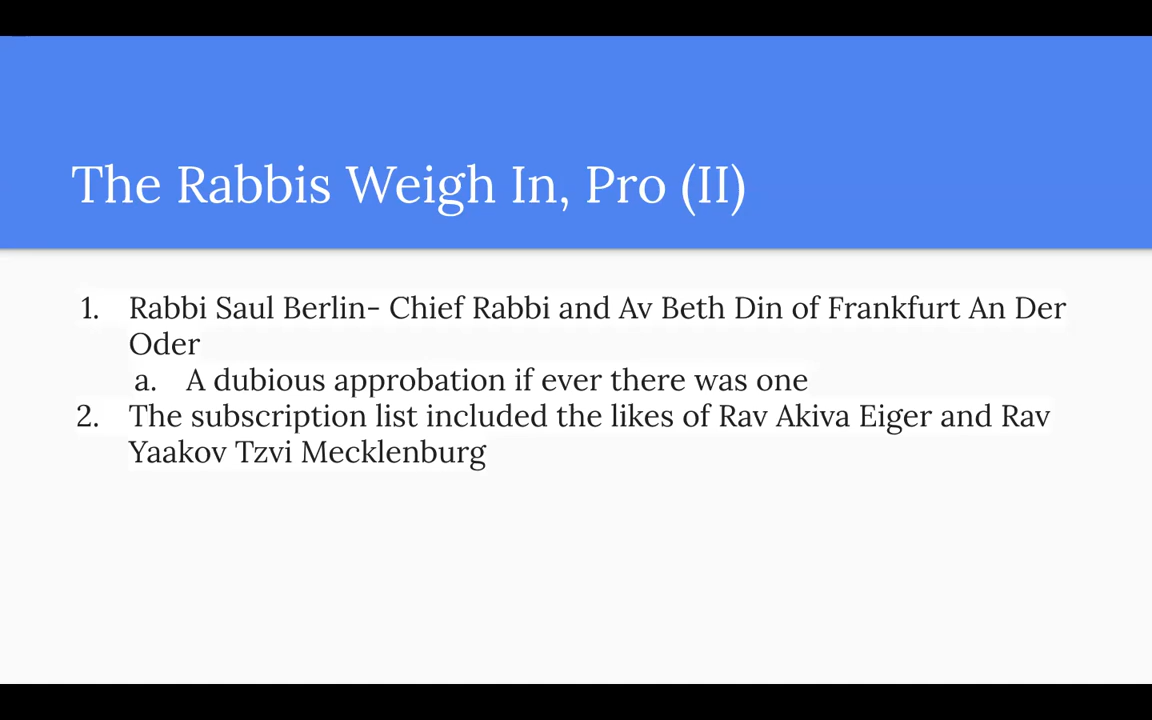 The Rabbis Weigh In, Pro (II)
1. Rabbi Saul Berlin- Chief Rabbi and Av Beth Din of Frankfurt An Der
Oder
a. A dubious approbation if ever there was one
2. The subscription list included the likes of Rav Akiva Eiger and Rav
Yaakov Tzvi Mecklenburg